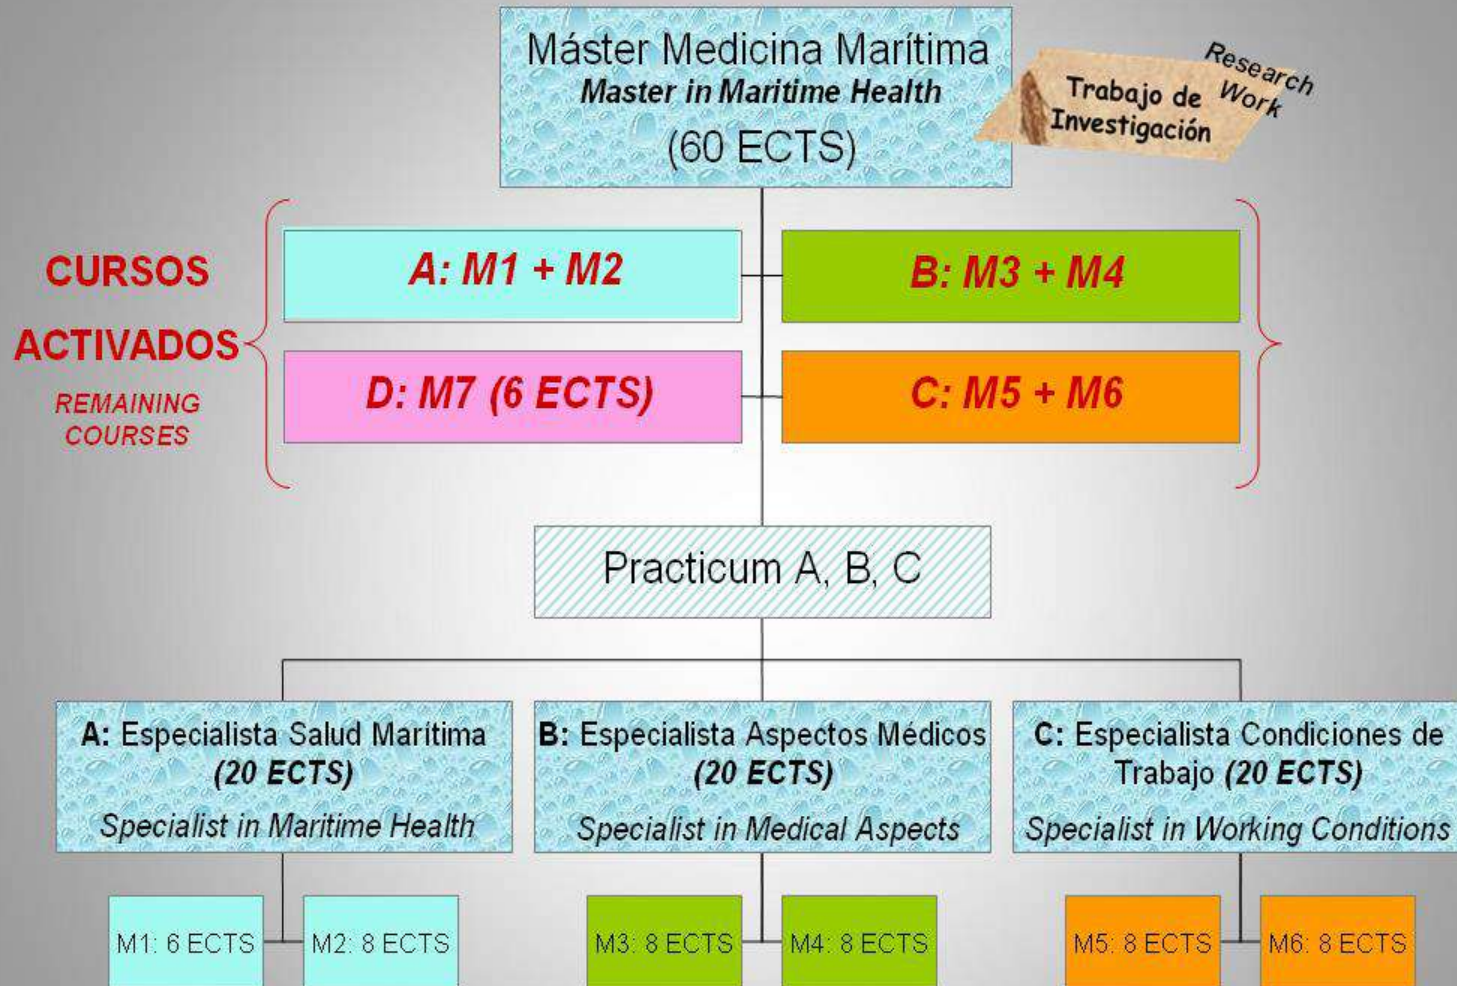 Máster Medicina Marítima
Master in Maritime Health
(60 ECTS)
Research
Work
Trabajo de
Investigación
CURSOS
ACTIVADOS
REMAINING
COURSES
A: M1 + M2
B: M3 + M4
D: M7 (6 ECTS)
C: M5 + M6
Practicum A, B, C
A: Especialista Salud Marítima
(20 ECTS)
Specialist in Maritime Health
B: Especialista Aspectos Médicos
(20 ECTS)
Specialist in Medical Aspects
C: Especialista Condiciones de
Trabajo (20 ECTS)
Specialist in Working Conditions
M1: 6 ECTS
M2: 8 ECTS
M3: 8 ECTS
M4: 8 ECTS
M5: 8 ECTS
M6: 8 ECTS